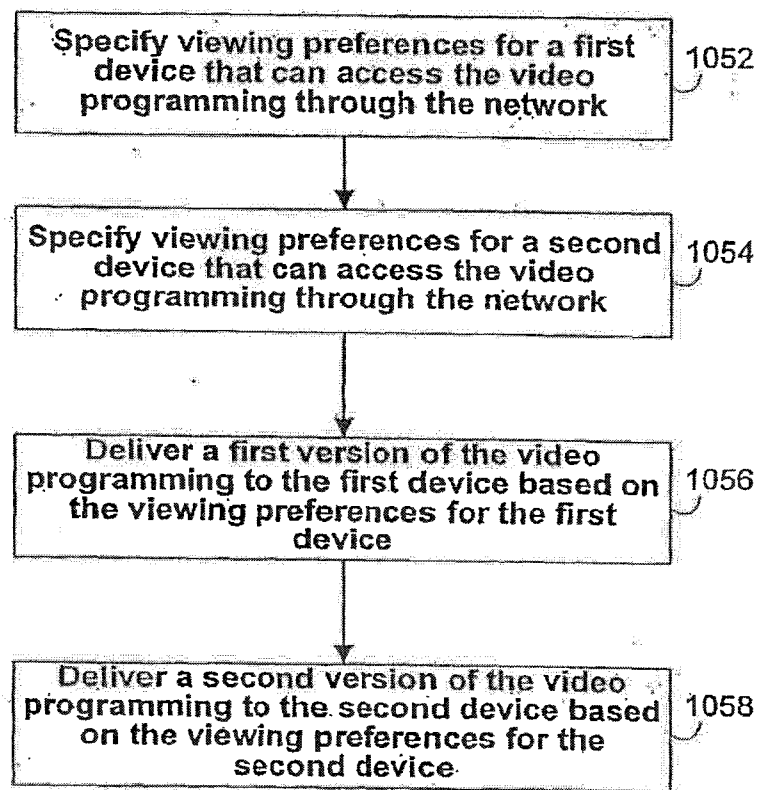 Specify viewing preferences for a first
device that can access the video
programming through the network
1052
Specify viewing preferences for a second
device that can access the video
programming through the network
1054
Deliver a first version of the video
programming to the first device based on
the viewing preferences for the first
device
1056
Deliver a second version of the video
programming to the second device based
on the viewing preferences for the
second device
1058